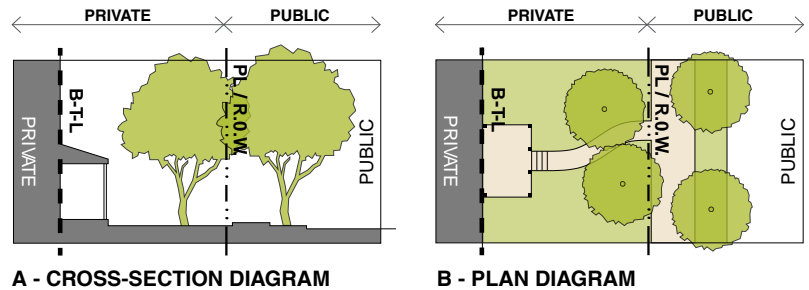 PRIVATE
PUBLIC
PRIVATE
B-T-L
PL / R.O.W.
PUBLIC
A - CROSS-SECTION DIAGRAM
PRIVATE
PUBLIC
PRIVATE
B-T-L
PL / R.O.W.
PUBLIC
B - PLAN DIAGRAM